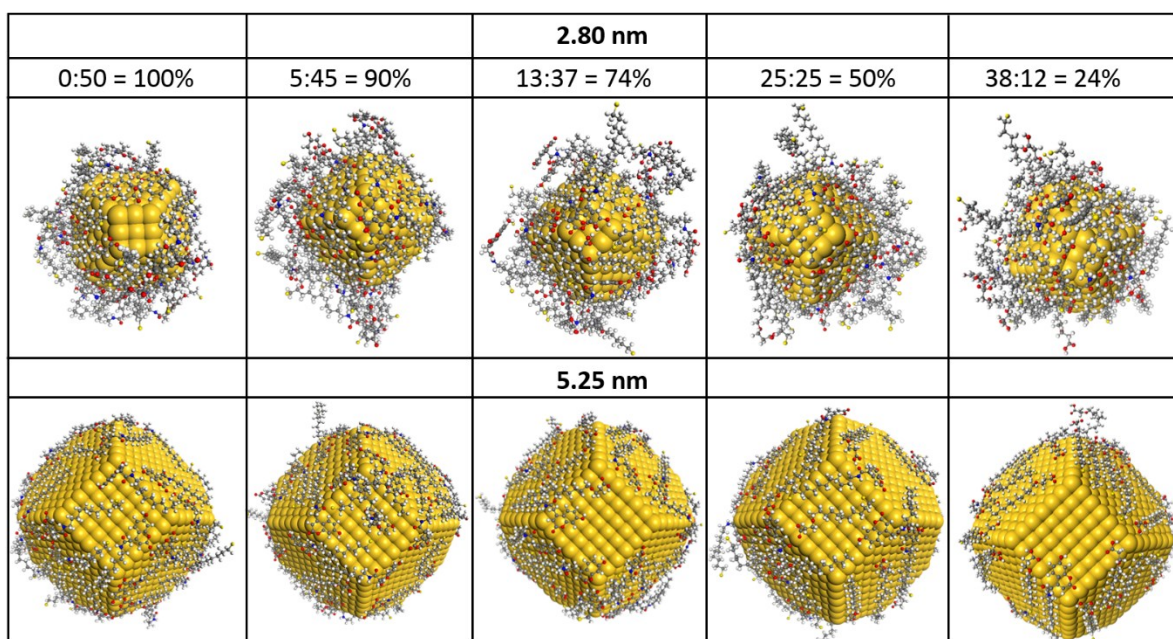 2.80 nm
0:50 = 100%
5:45 = 90%
13:37 = 74%
25:25 = 50%
38:12 = 24%
5.25 nm